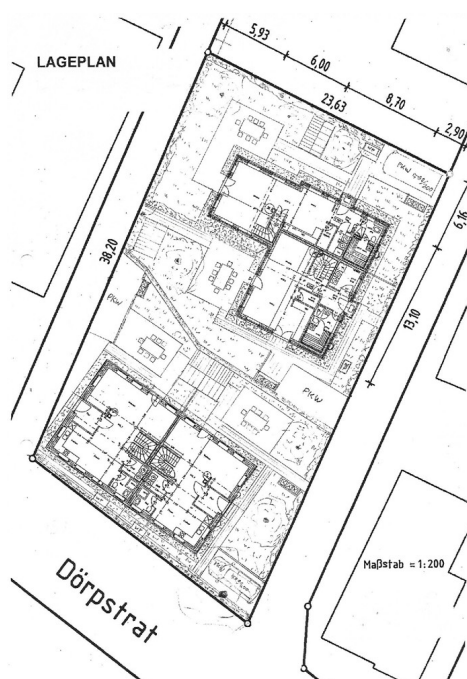 LAGEPLAN
5,93
6,00
8,70
23,63
2,90
6,16
38,20
13,10
PKW
PKW
PKW
Maßstab = 1:200
Dörpstrat